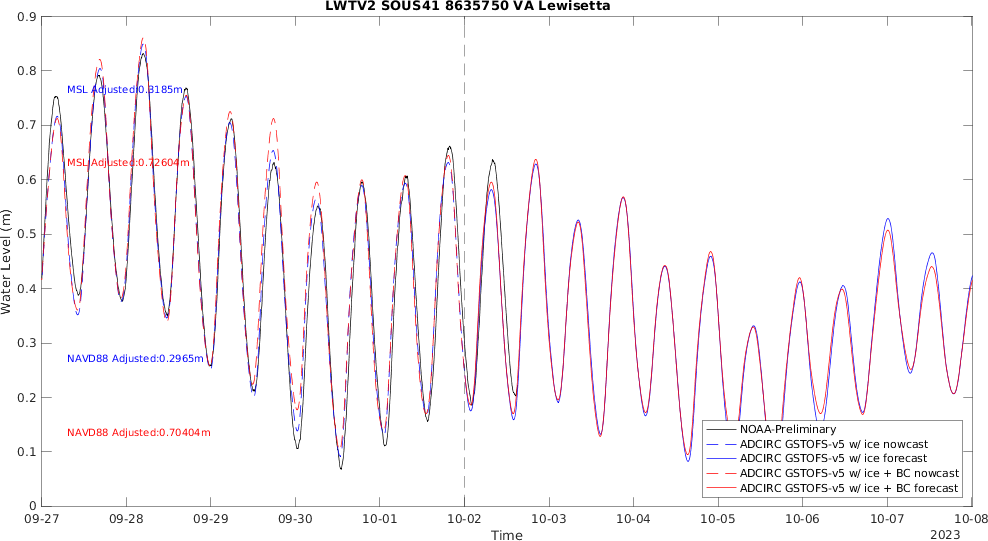 LWTV2 SOUS41 8635750 VA Lewisetta
0.9
0.8
0.7
0.6
0.5
0.4
0.3
0.2
0.1
0
Water Level (m)
MSL Adjusted:0.3185m
MSL Adjusted:0.72604m
NAVD88 Adjusted:0.2965m
NAVD88 Adjusted:0.70404m
NOAA-Preliminary
ADCIRC GSTOFS-v5 w/ ice nowcast
ADCIRC GSTOFS-v5 w/ ice forecast
ADCIRC GSTOFS-v5 w/ ice + BC nowcast
ADCIRC GSTOFS-v5 w/ ice + BC forecast
09-27 09-28 09-29 09-30 10-01 10-02 10-03 10-04 10-05 10-06 10-07 10-08
Time
2023